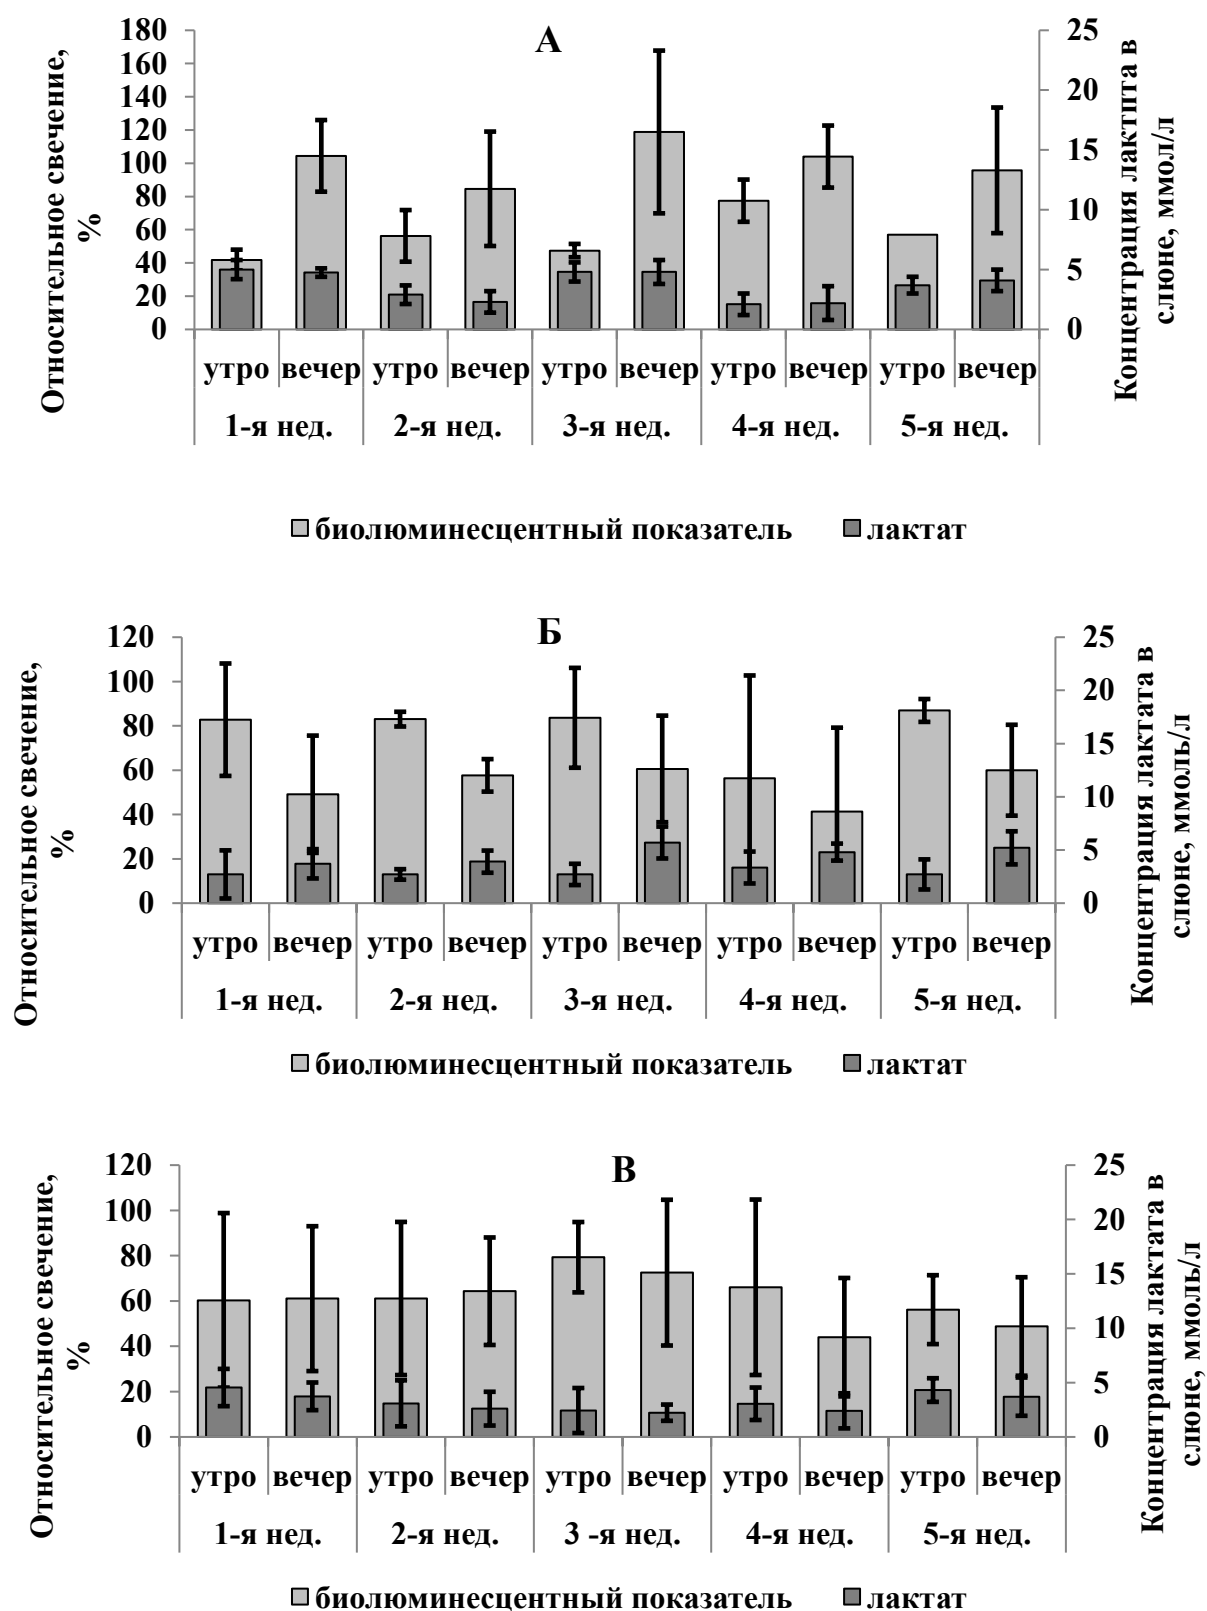 А
Относительное свечение,
%
180
160
140
120
100
80
60
40
20
0
25
20
15
10
5
0
Концентрация лактпта в
слюне, ммол/л
утро вечер утро вечер утро вечер утро вечер утро вечер
1-я нед. 2-я нед. 3-я нед. 4-я нед. 5-я нед.
биолюминесцентный показатель лактат
Б
Относительное свечение,
%
120
100
80
60
40
20
0
25
20
15
10
5
0
Концентрация лактата в
слюне, ммоль/л
утро вечер утро вечер утро вечер утро вечер утро вечер
1-я нед. 2-я нед. 3-я нед. 4-я нед. 5-я нед.
биолюминесцентный показатель лактат
В
Относительное свечение,
%
120
100
80
60
40
20
0
25
20
15
10
5
0
Концентрация лактата в
слюне, ммоль/л
утро вечер утро вечер утро вечер утро вечер утро вечер
1-я нед. 2-я нед. 3 -я нед. 4-я нед. 5-я нед.
биолюминесцентный показатель лактат